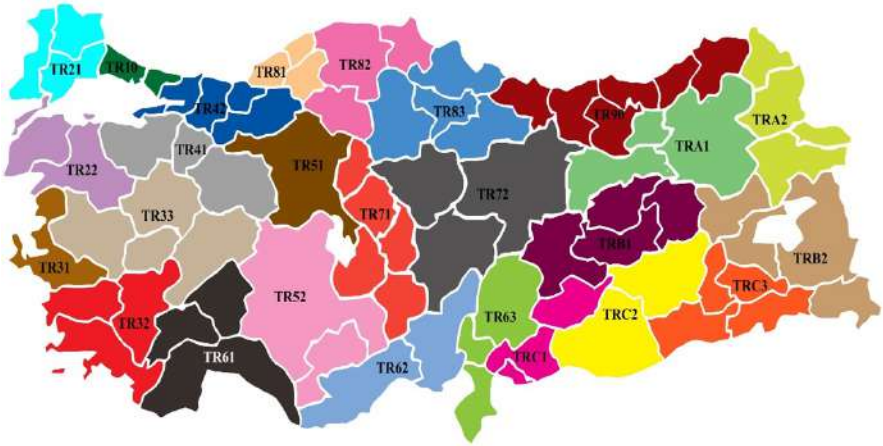 TR21
TR10
TR81
TR82
TR42
TR83
TR90
TRA2
TR41
TRA1
TR22
TR51
TR72
TR33
TR71
TRB1
TR31
TRB2
TR52
TRC3
TR32
TR63
TRC2
TR61
TRC1
TR62